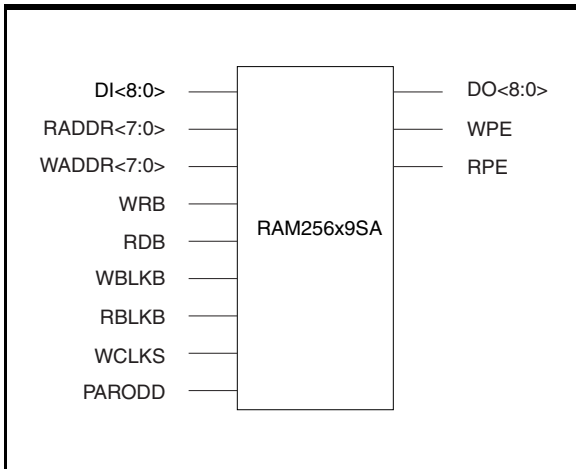 DI<8:0>
RADDR<7:0>
WADDR<7:0>
WRB
RDB
WBLKB
RBLKB
WCLKS
PARODD
RAM256x9SA
DO<8:0>
WPE
RPE